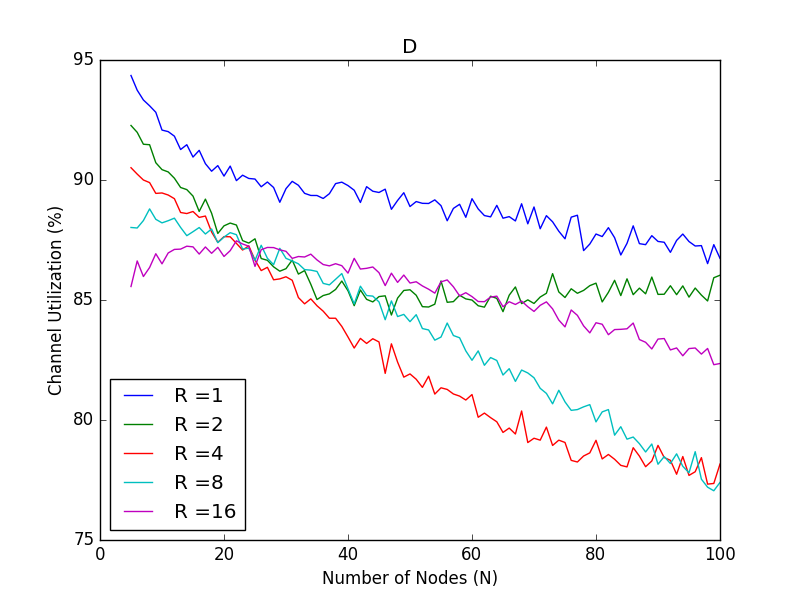 D
Channel Utilization (%)
95
90
85
80
75
R =1
R =2
R =4
R =8
R =16
0 20 40 60 80 100
Number of Nodes (N)